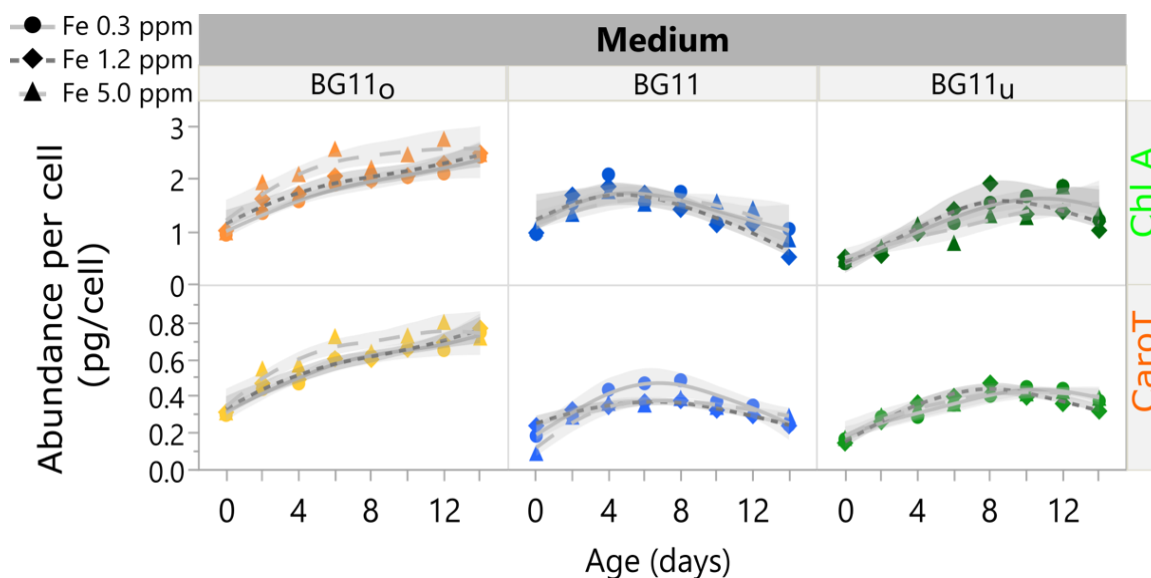 Fe 0.3 ppm
Fe 1.2 ppm
Fe 5.0 ppm
Medium
BG11o
BG11
BG11u
Abundance per cell
(pg/cell)
3
2
1
0
Chl A
0.8
0.6
0.4
0.2
0.0
CaroT
0 4 8 12 0 4 8 12 0 4 8 12
Age (days)